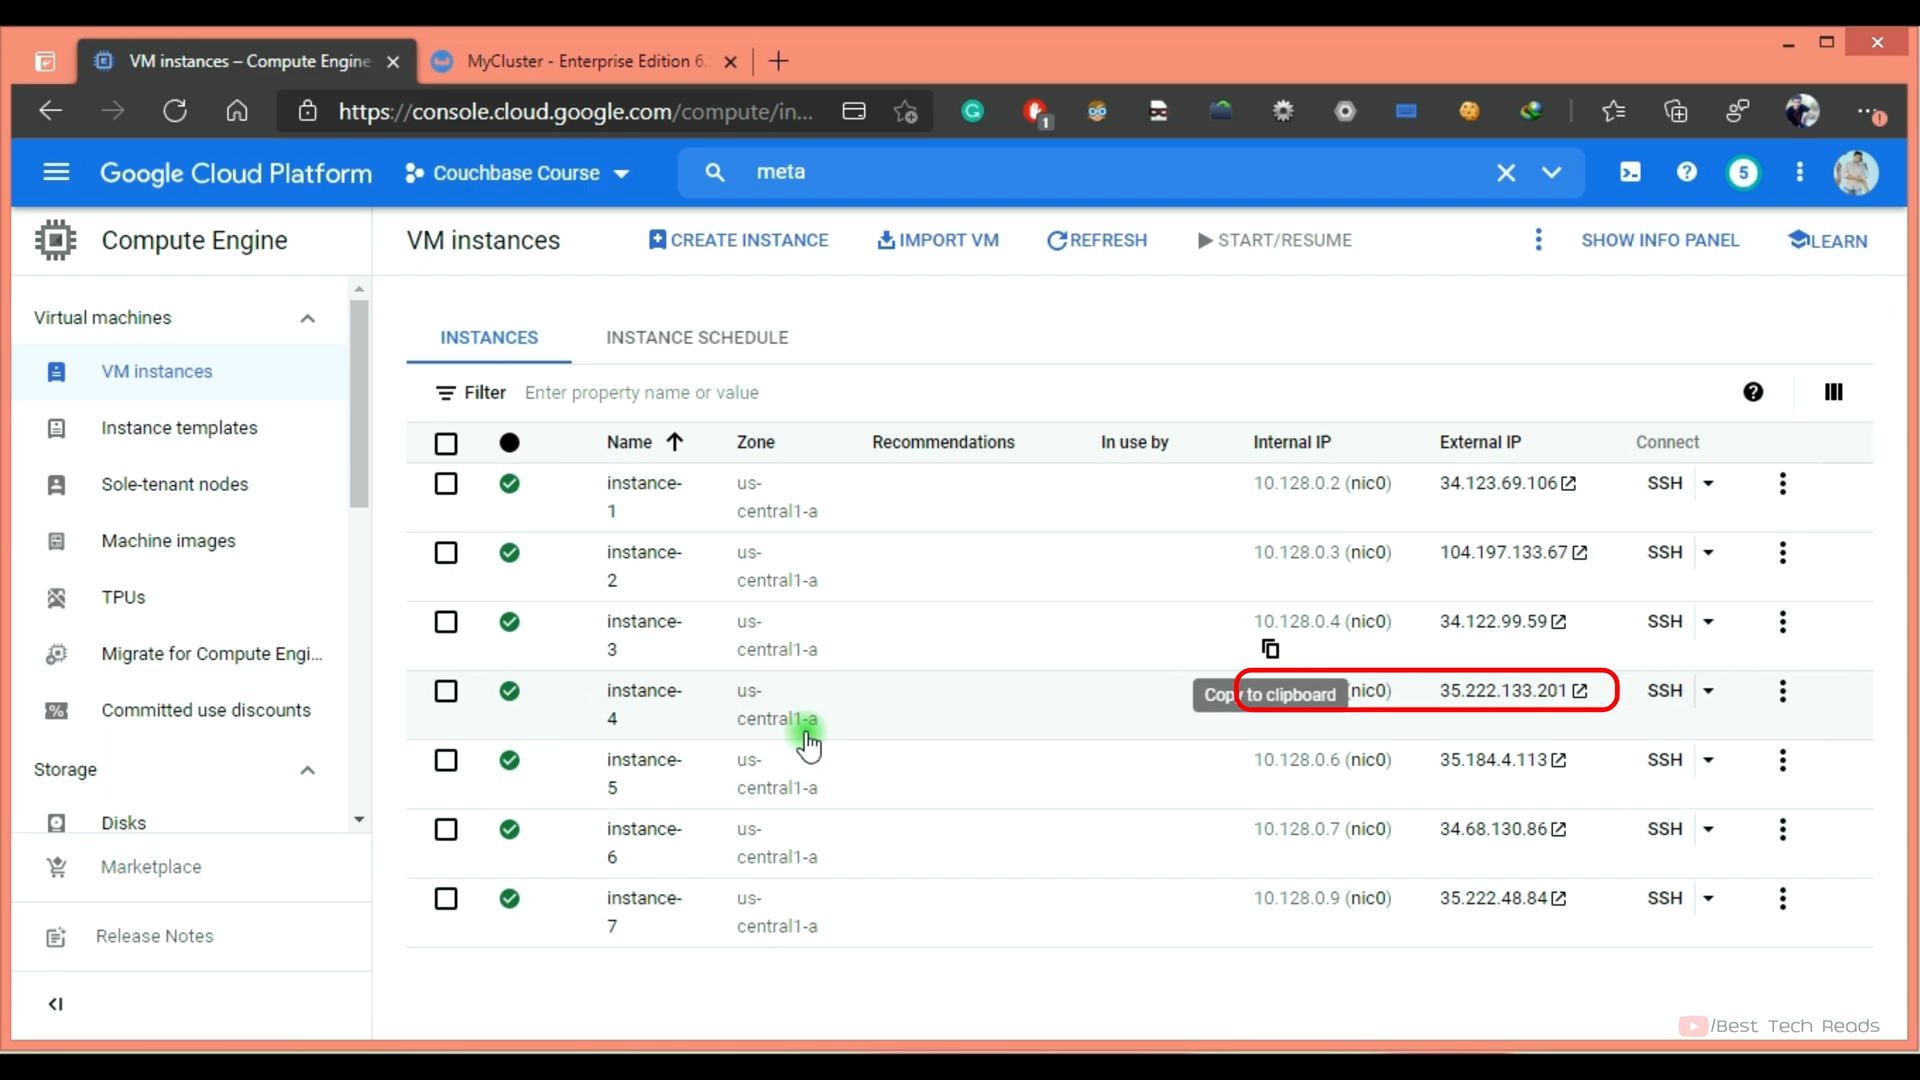 VM instances – Compute Engine
MyCluster - Enterprise Edition 6.
https://console.cloud.google.com/compute/in...
1
Google Cloud Platform
Couchbase Course
meta
5
Compute Engine
VM instances
CREATE INSTANCE
IMPORT VM
REFRESH
START/RESUME
SHOW INFO PANEL
LEARN
Virtual machines
VM instances
Instance templates
Sole-tenant nodes
Machine images
TPUs
Migrate for Compute Engi...
Committed use discounts
Storage
Disks
Marketplace
Release Notes
INSTANCES
INSTANCE SCHEDULE
Filter Enter property name or value
Name Zone Recommendations In use by Internal IP External IP Connect
instance- us- 10.128.0.2 (nic0) 34.123.69.106 SSH
1 central1-a
instance- us- 10.128.0.3 (nic0) 104.197.133.67 SSH
2 central1-a
instance- us- 10.128.0.4 (nic0) 34.122.99.59 SSH
3 central1-a
instance- us- Copy to clipboard (nic0) 35.222.133.201 SSH
4 central1-a
instance- us- 10.128.0.6 (nic0) 35.184.4.113 SSH
5 central1-a
instance- us- 10.128.0.7 (nic0) 34.68.130.86 SSH
6 central1-a
instance- us- 10.128.0.9 (nic0) 35.222.48.84 SSH
7 central1-a
/Best Tech Reads